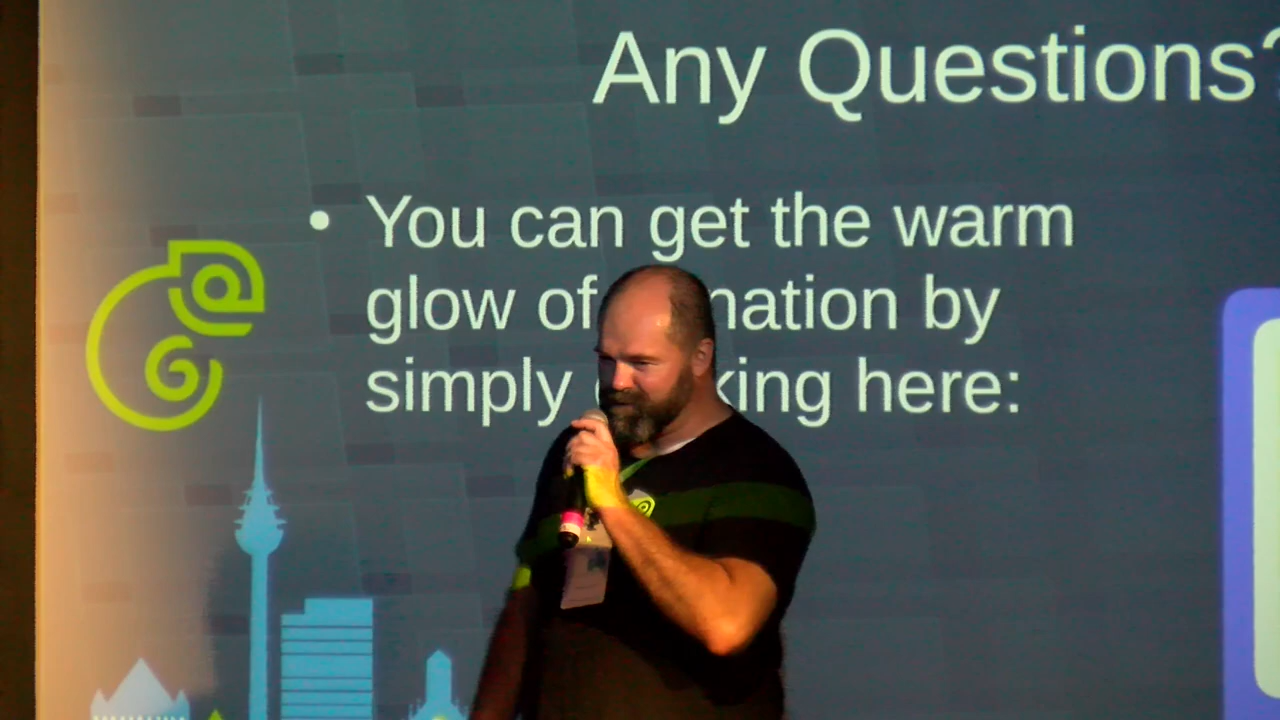 Any Questions?
• You can get the warm
glow of nation by
simply king here: